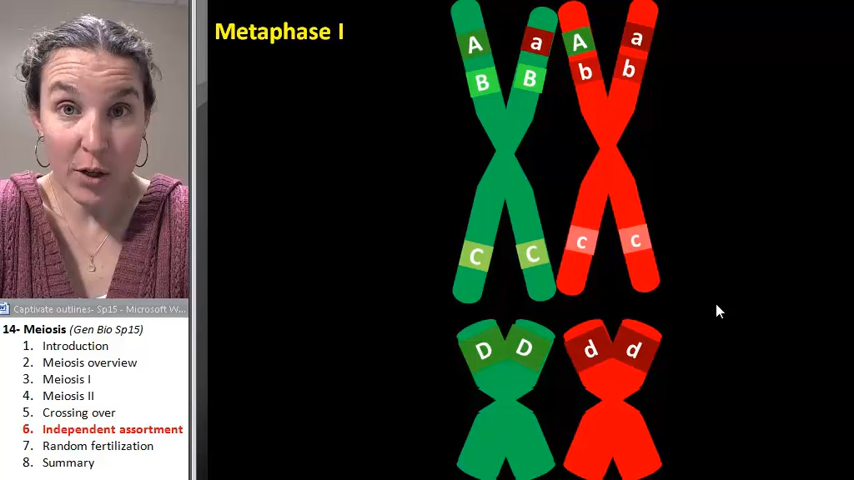 Metaphase I
A a A a
B B b b
C C c c
D D d d
Captivate outlines- Sp15 - Microsoft W...
14- Meiosis (Gen Bio Sp15)
1. Introduction
2. Meiosis overview
3. Meiosis I
4. Meiosis II
5. Crossing over
6. Independent assortment
7. Random fertilization
8. Summary